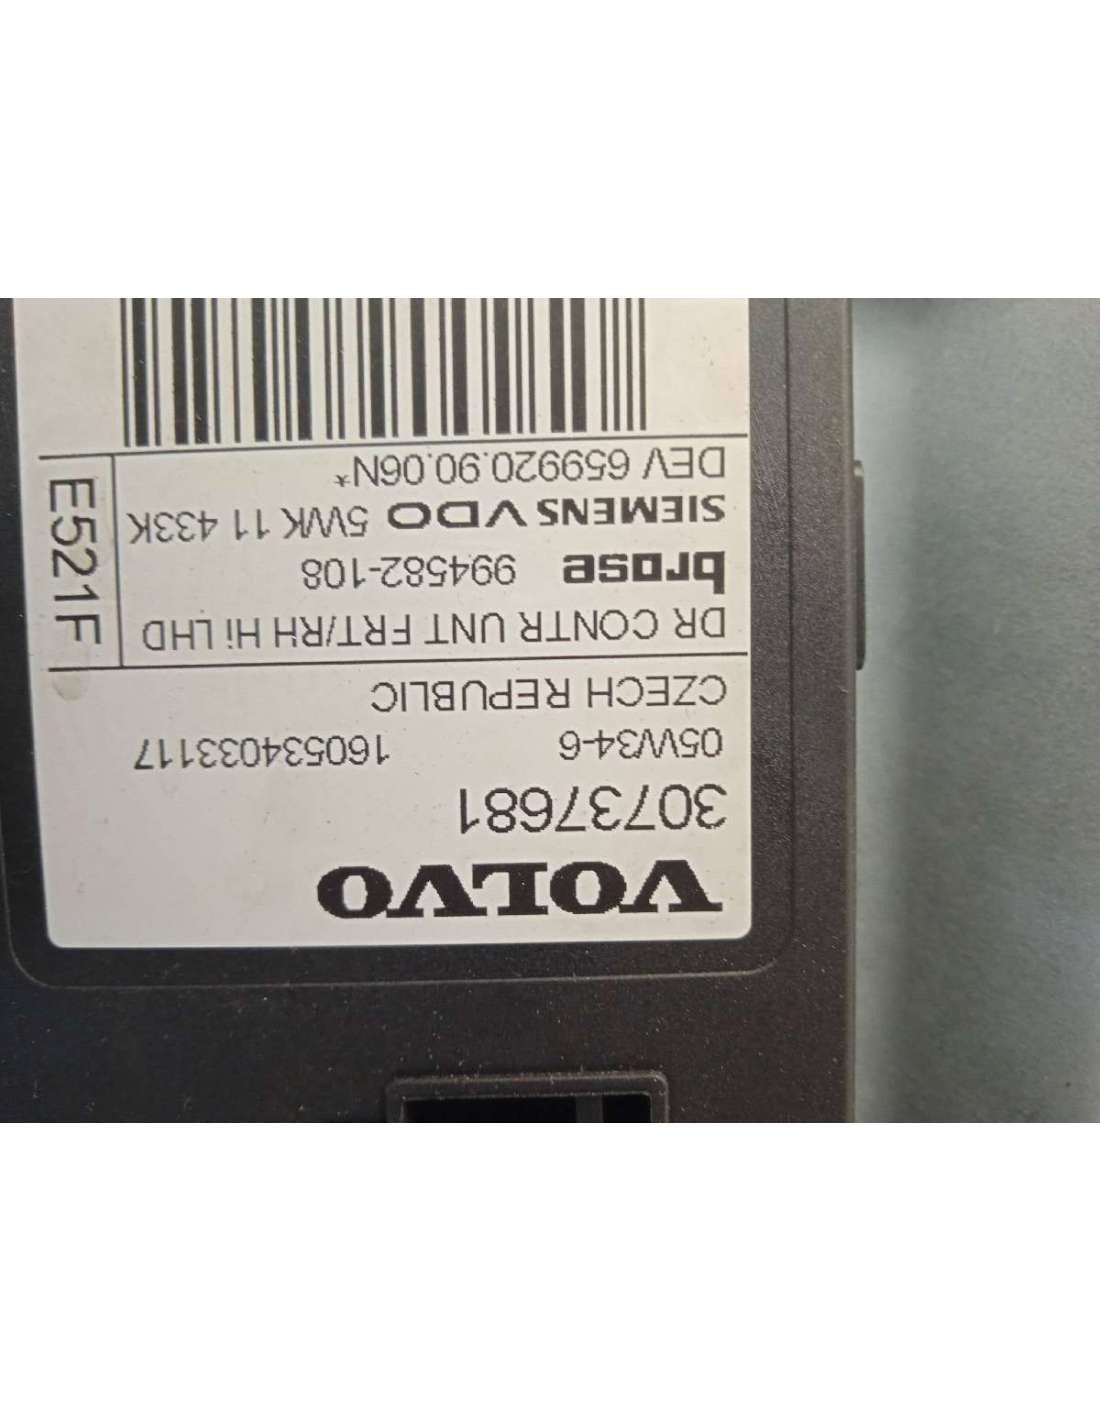 VOLVO
30737681
05W34-6 160534033117
CZECH REPUBLIC
DR CONTR UNT FRT/RH Hi LHD
brose 994582-108
SIEMENS VDO 5WK 11 433K
DEV 659920.90.06N*
E521F